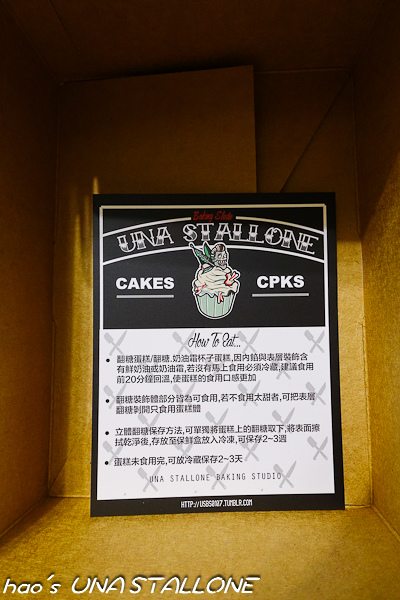 Baking Studio
UNA STALLONE
CAKES
CPKS
How To Eat...
翻糖蛋糕/翻糖.奶油霜杯子蛋糕,因內餡與表層裝飾含
有鮮奶油或奶油霜,若沒有馬上食用必須冷藏,建議食用
前20分鐘回溫,使蛋糕的食用口感更加
翻糖裝飾體部分皆為可食用,若不食用太甜者,可把表層
翻糖剝開只食用蛋糕體
立體翻糖保存方法,可單獨將蛋糕上的翻糖取下,將表面擦
拭乾淨後,存放至保鮮盒放入冷凍,可保存2~3週
蛋糕未食用完,可放冷藏保存2~3天
UNA STALLONE BAKING STUDIO
HTTP://USBS0107.TUMBLR.COM
hao's UNA STALLONE